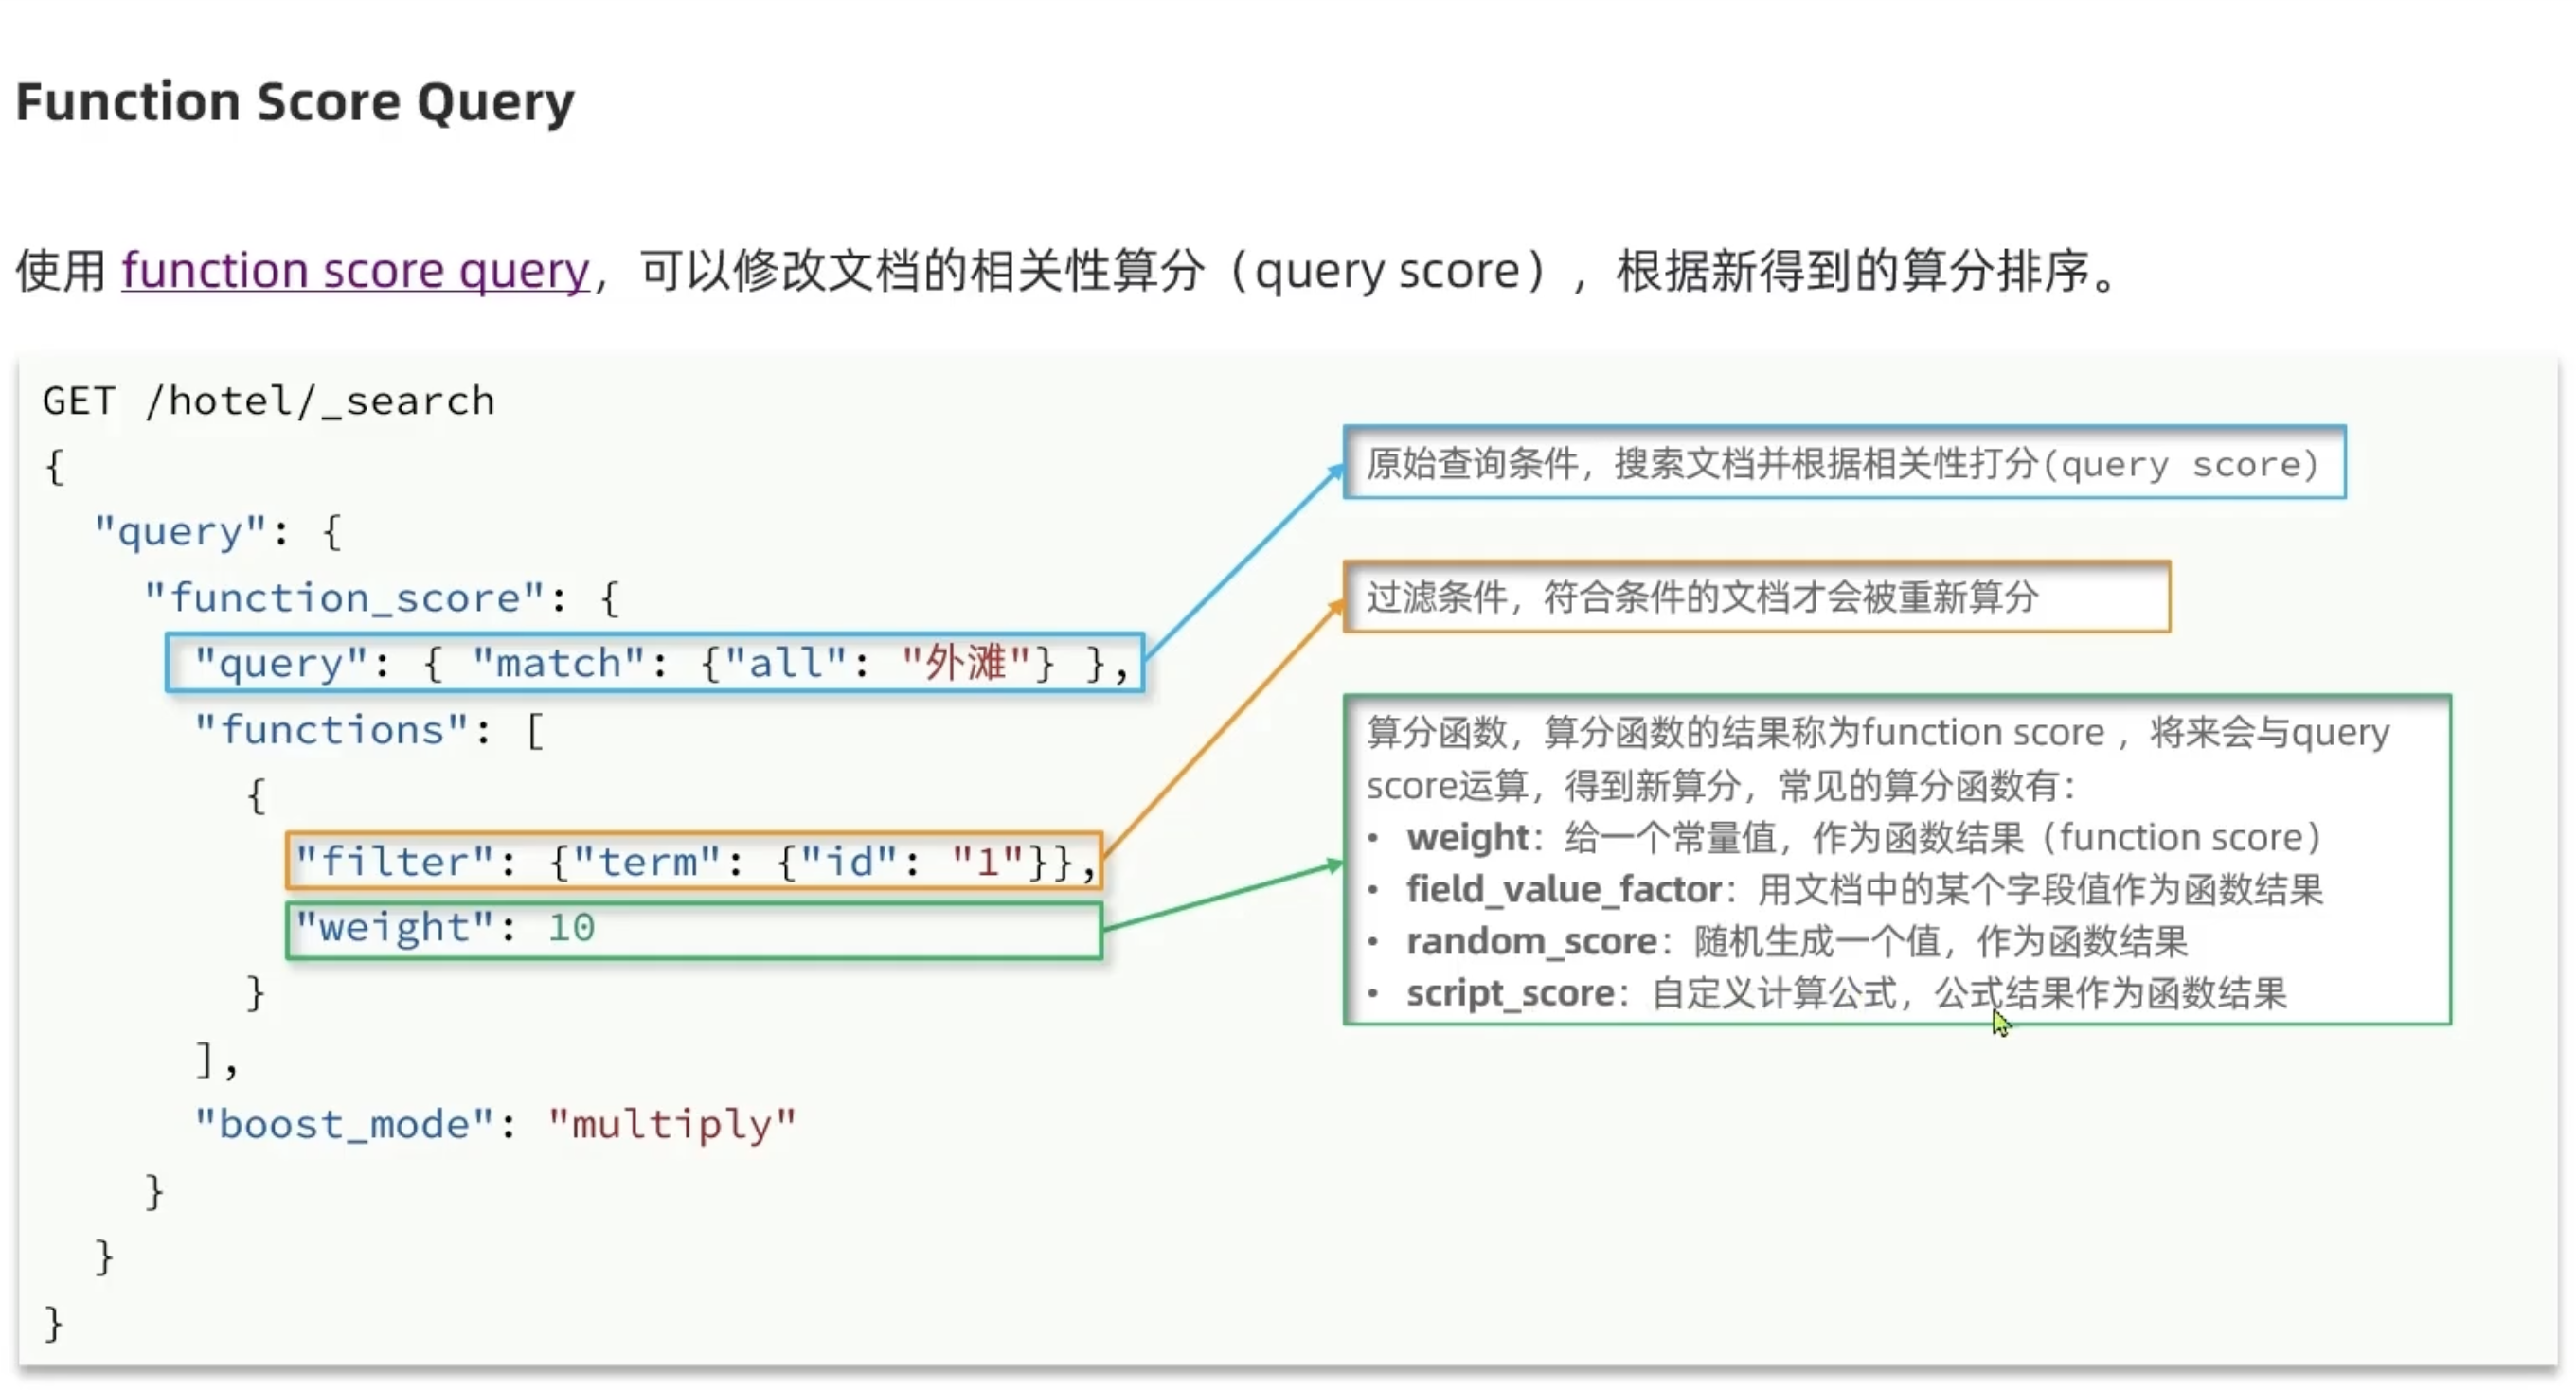 Function Score Query
使用 function score query，可以修改文档的相关性算分（query score），根据新得到的算分排序。
GET /hotel/_search
{
  "query": {
    "function_score": {
      "query": { "match": {"all": "外滩"} },
      "functions": [
        {
          "filter": {"term": {"id": "1"}},
          "weight": 10
        }
      ],
      "boost_mode": "multiply"
    }
  }
}
原始查询条件，搜索文档并根据相关性打分(query score)
过滤条件，符合条件的文档才会被重新算分
算分函数，算分函数的结果称为function score ，将来会与query
score运算，得到新算分，常见的算分函数有：
• weight：给一个常量值，作为函数结果（function score）
• field_value_factor：用文档中的某个字段值作为函数结果
• random_score：随机生成一个值，作为函数结果
• script_score：自定义计算公式，公式结果作为函数结果